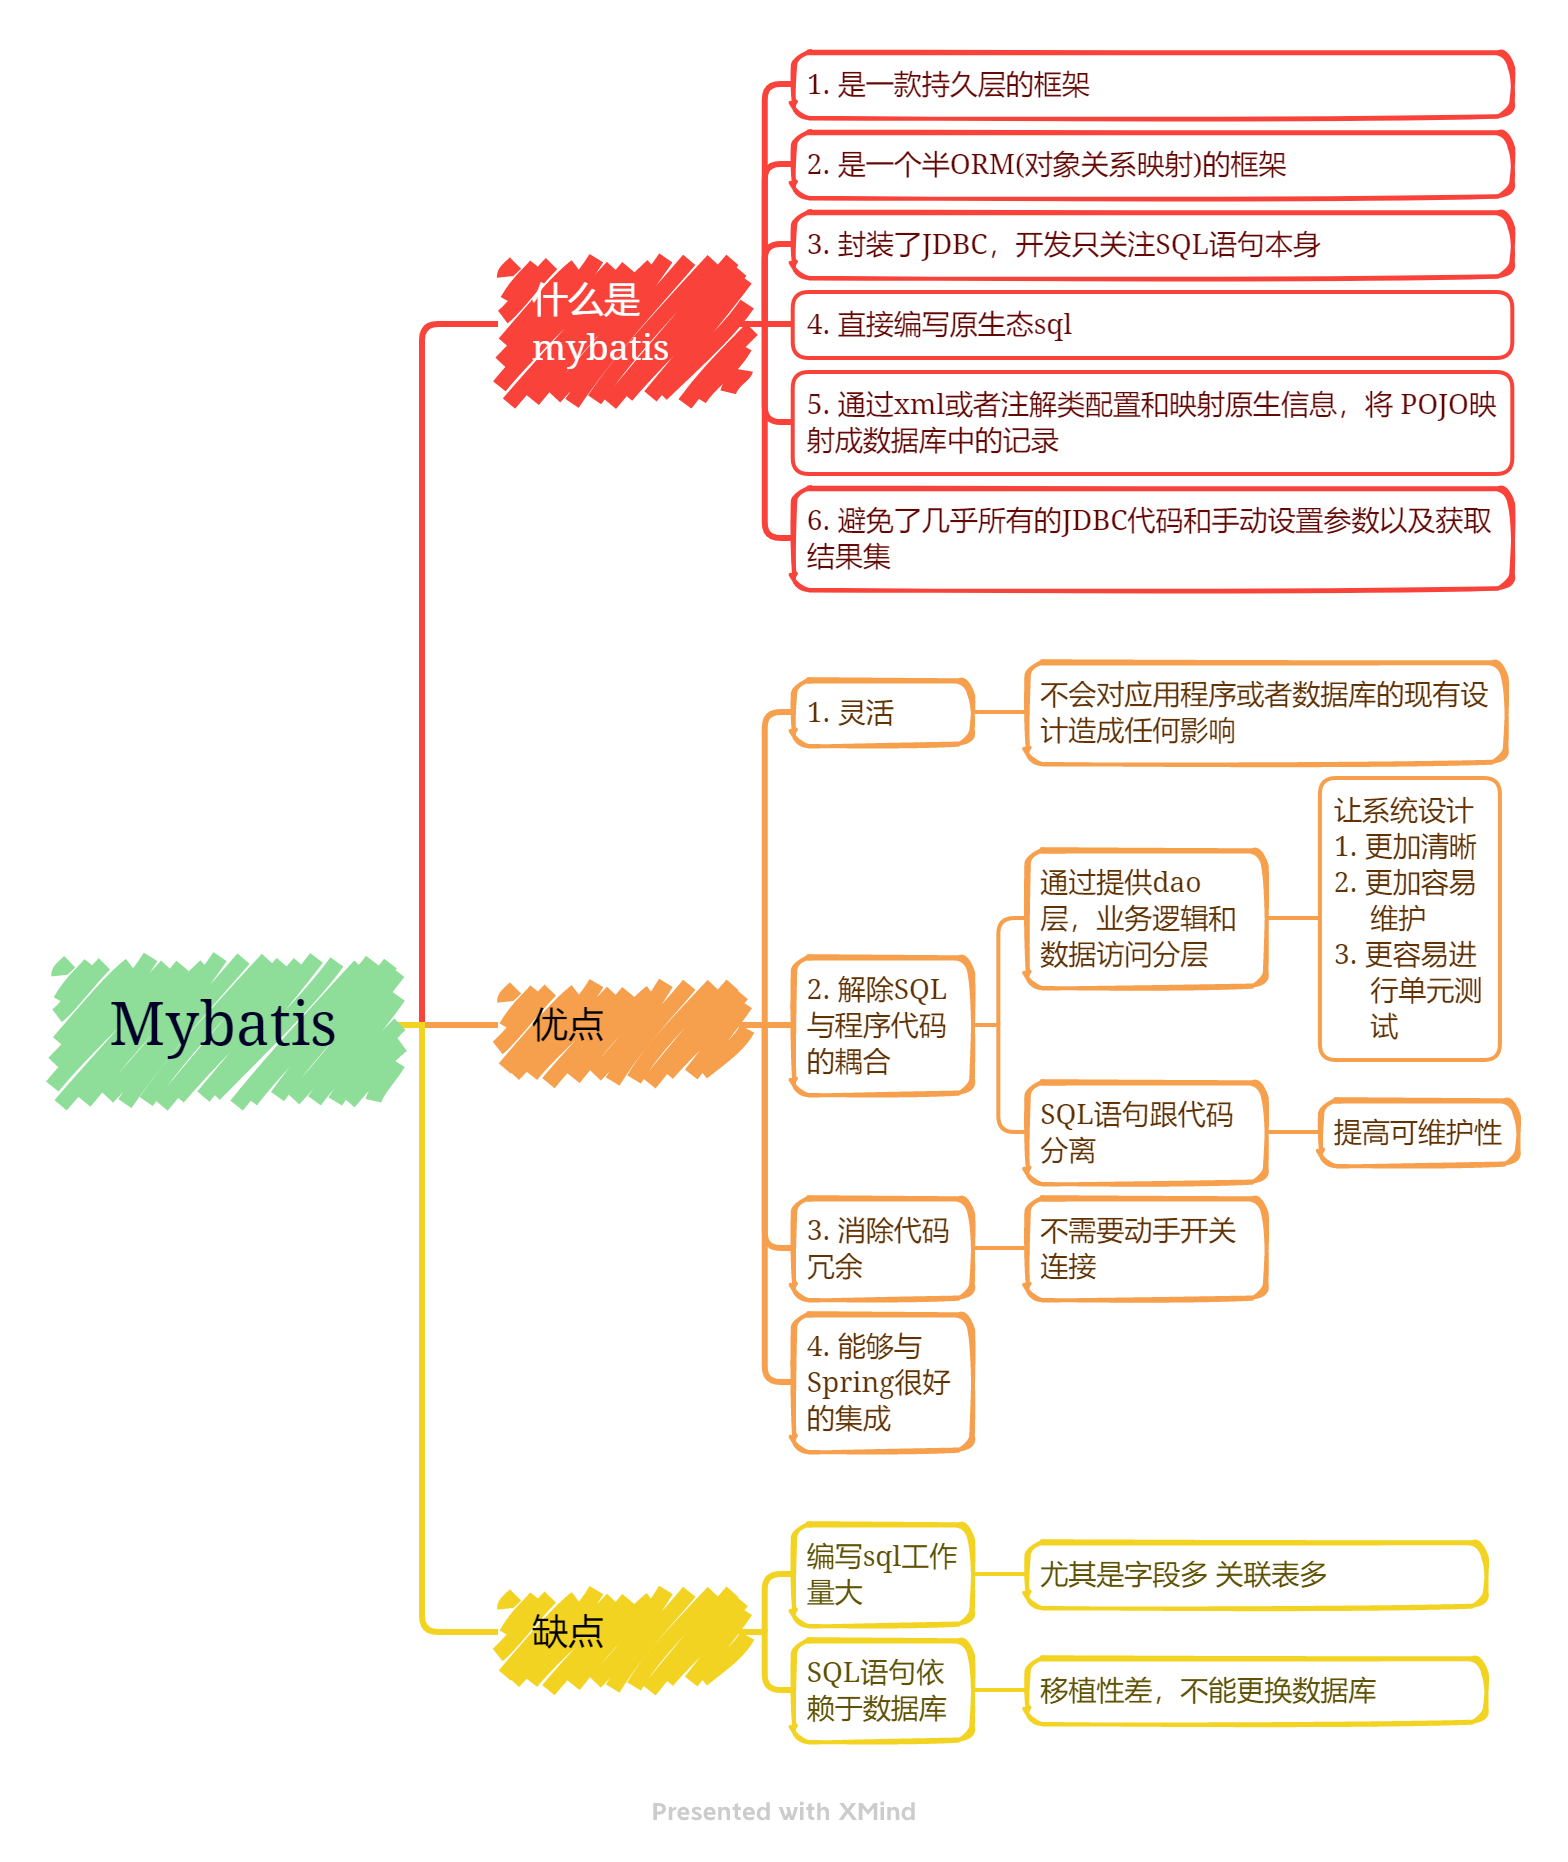 1. 是一款持久层的框架
2. 是一个半ORM(对象关系映射)的框架
3. 封装了JDBC，开发只关注SQL语句本身
什么是
mybatis
4. 直接编写原生态sql
5. 通过xml或者注解类配置和映射原生信息，将 POJO映
射成数据库中的记录
6. 避免了几乎所有的JDBC代码和手动设置参数以及获取
结果集
Mybatis
优点
1. 灵活
不会对应用程序或者数据库的现有设
计造成任何影响
2. 解除SQL
与程序代码
的耦合
通过提供dao
层，业务逻辑和
数据访问分层
让系统设计
1. 更加清晰
2. 更加容易
维护
3. 更容易进
行单元测
试
SQL语句跟代码
分离
提高可维护性
3. 消除代码
冗余
不需要动手开关
连接
4. 能够与
Spring很好
的集成
缺点
编写sql工作
量大
尤其是字段多 关联表多
SQL语句依
赖于数据库
移植性差，不能更换数据库
Presented with XMind